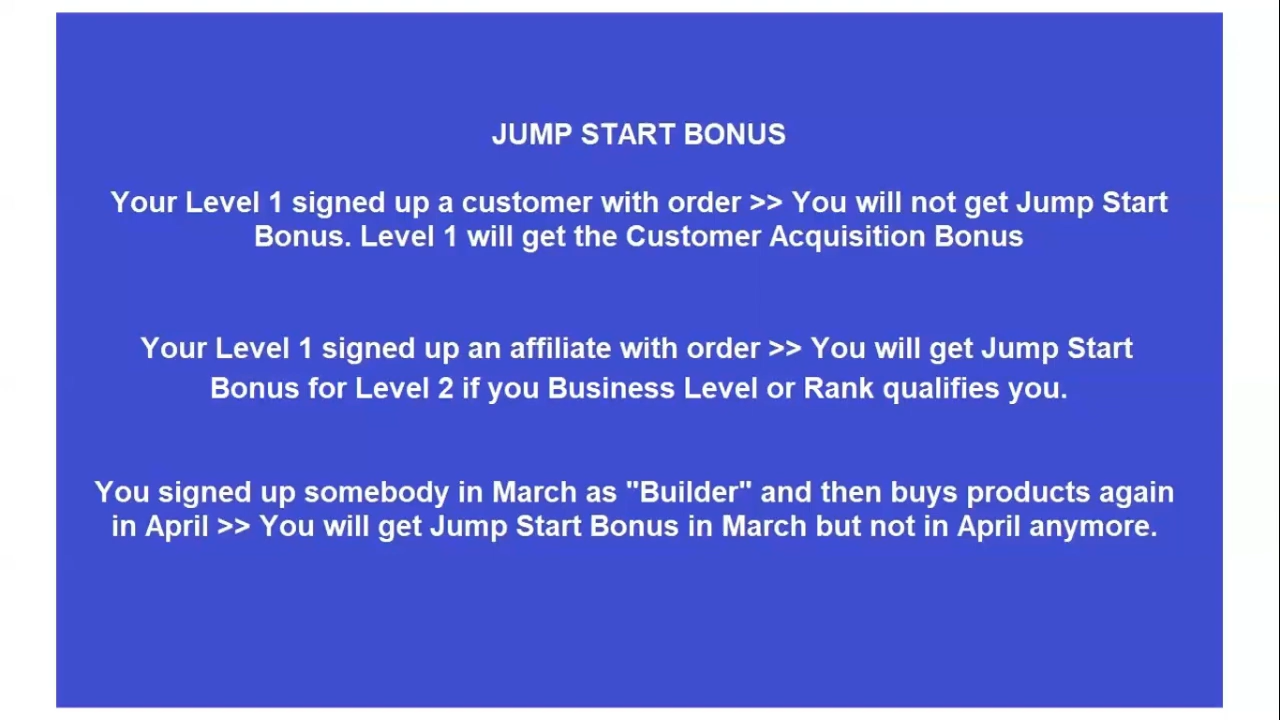 JUMP START BONUS
Your Level 1 signed up a customer with order >> You will not get Jump Start
Bonus. Level 1 will get the Customer Acquisition Bonus
Your Level 1 signed up an affiliate with order >> You will get Jump Start
Bonus for Level 2 if you Business Level or Rank qualifies you.
You signed up somebody in March as "Builder" and then buys products again
in April >> You will get Jump Start Bonus in March but not in April anymore.